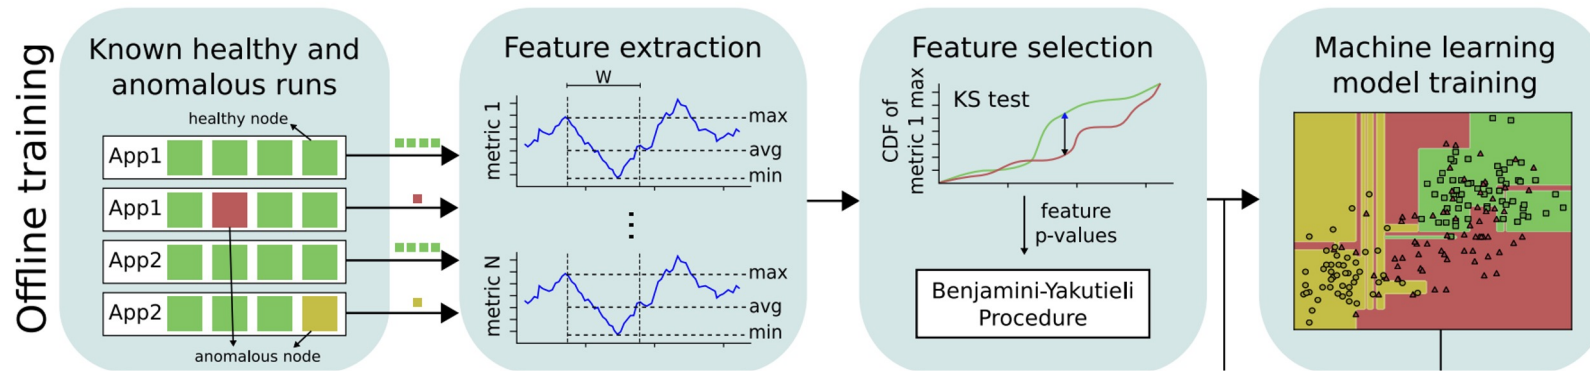 Offline training
Known healthy and
anomalous runs
healthy node
App1
App1
App2
App2
anomalous node
Feature extraction
W
metric 1
max
avg
min
metric N
max
avg
min
Feature selection
CDF of
metric 1 max
KS test
feature
p-values
Benjamini-Yakutieli
Procedure
Machine learning
model training